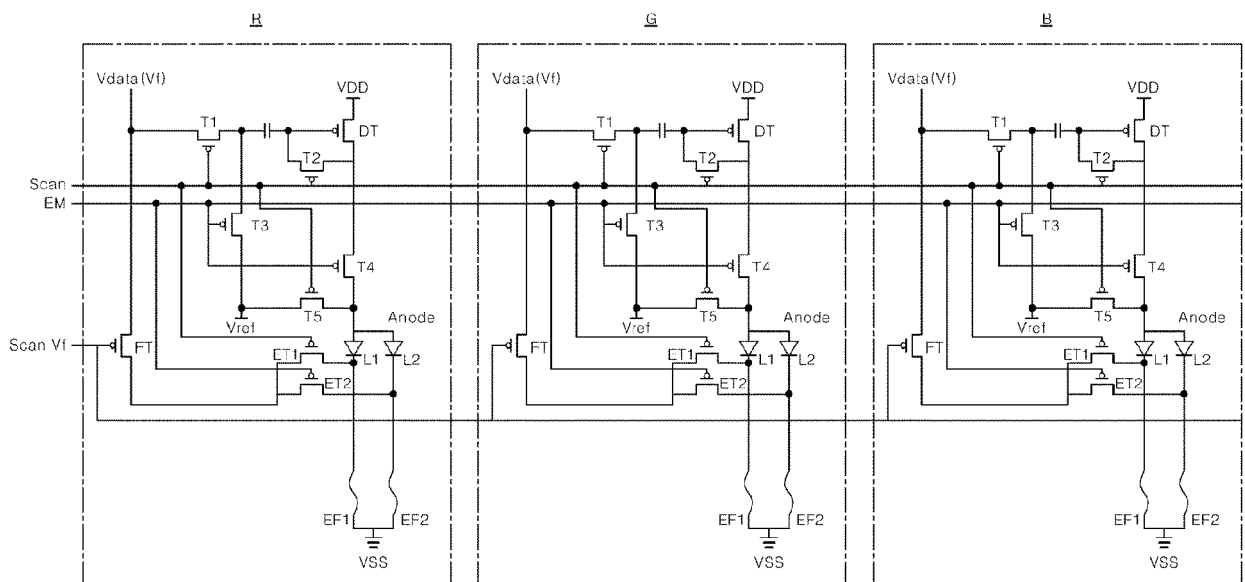 R G B
Vdata(Vf) Vdata(Vf) Vdata(Vf)
VDD VDD VDD
T1 T1 T1
DT DT DT
T2 T2 T2
Scan
EM
T3 T3 T3
T4 T4 T4
T5 T5 T5
Vref Vref Vref
Anode Anode Anode
Scan Vf
FT FT FT
ET1 L1 L2 ET1 L1 L2 ET1 L1 L2
ET2 ET2 ET2
EF1 EF2 EF1 EF2 EF1 EF2
VSS VSS VSS